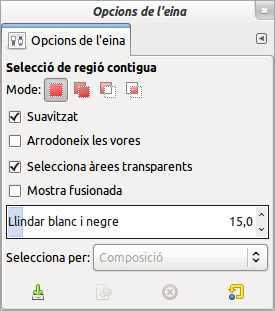 Opcions de l'eina
Opcions de l'eina
Selecció de regió contigua
Mode:
Suavitzat
Arrodoneix les vores
Selecciona àrees transparents
Mostra fusionada
Llindar blanc i negre 15,0
Selecciona per: Composició